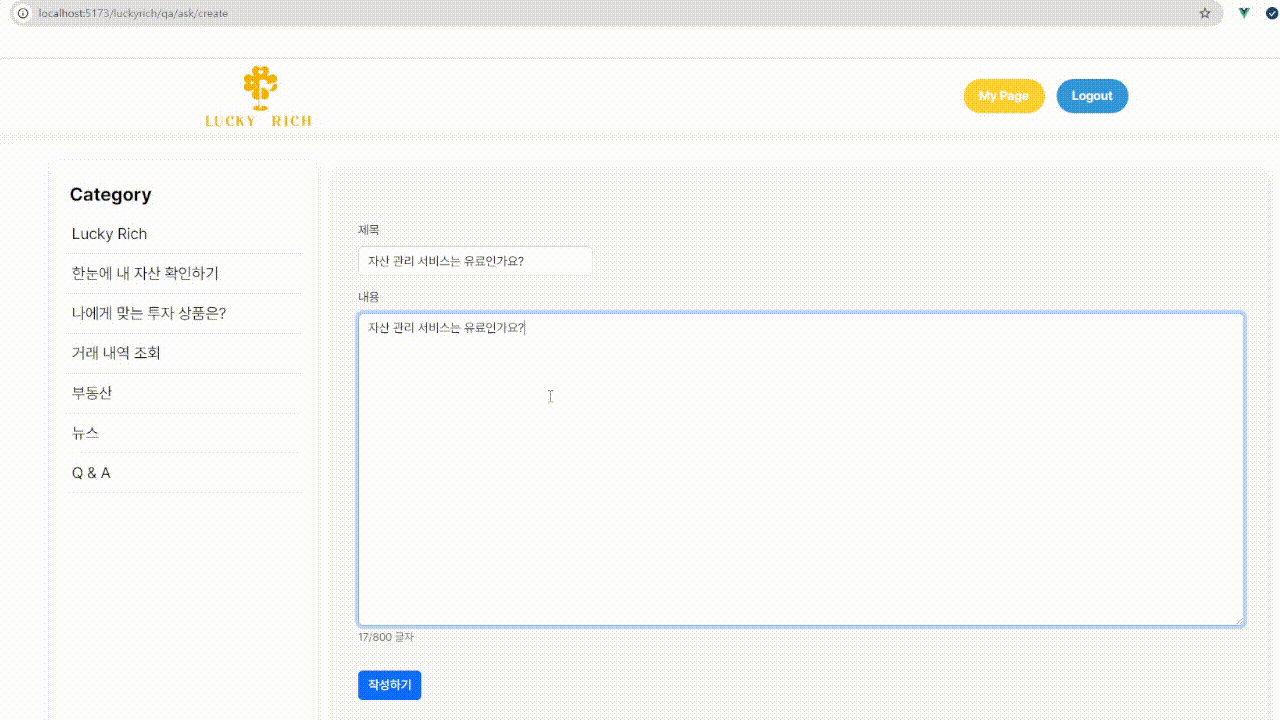 localhost:5173/luckyrich/qa/ask/create
LUCKY RICH
My Page
Logout
Category
Lucky Rich
한눈에 내 자산 확인하기
나에게 맞는 투자 상품은?
거래 내역 조회
부동산
뉴스
Q & A
제목
자산 관리 서비스는 유료인가요?
내용
자산 관리 서비스는 유료인가요?
17/800 글자
작성하기